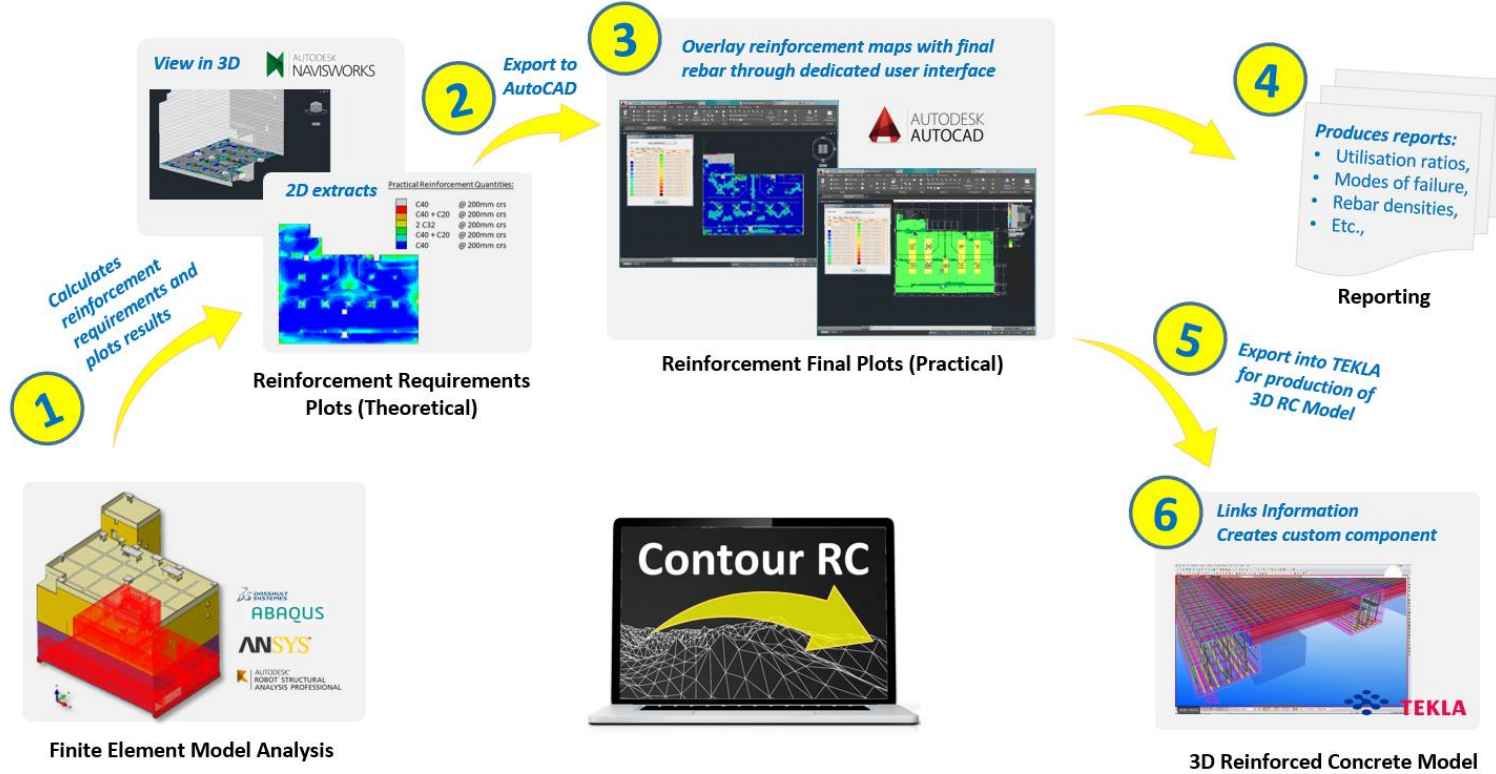 1
Calculates
reinforcement
requirements and
plots results
View in 3D
AUTODESK
NAVISWORKS
2D extracts
Practical Reinforcement Quantities:
C40 @ 200mm crs
C40 + C20 @ 200mm crs
2 C32 @ 200mm crs
C40 + C20 @ 200mm crs
C40 @ 200mm crs
Reinforcement Requirements
Plots (Theoretical)
2
Export to
AutoCAD
3
Overlay reinforcement maps with final
rebar through dedicated user interface
AUTODESK
AUTOCAD
Reinforcement Final Plots (Practical)
4
Produces reports:
• Utilisation ratios,
• Modes of failure,
• Rebar densities,
• Etc.,
Reporting
5
Export into TEKLA
for production of
3D RC Model
6
Links Information
Creates custom component
TEKLA
3D Reinforced Concrete Model
DASSAULT
SYSTEMES
ABAQUS
ANSYS
AUTODESK
ROBOT STRUCTURAL
ANALYSIS PROFESSIONAL
Finite Element Model Analysis
Contour RC